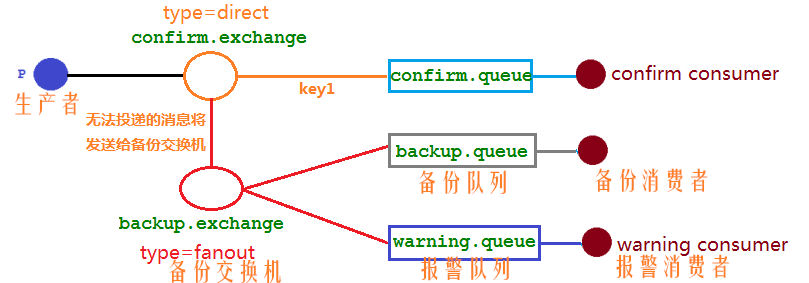 type=direct
confirm.exchange
P
生产者
key1
confirm.queue
confirm consumer
无法投递的消息将
发送给备份交换机
backup.queue
备份队列
备份消费者
backup.exchange
type=fanout
备份交换机
warning.queue
报警队列
warning consumer
报警消费者